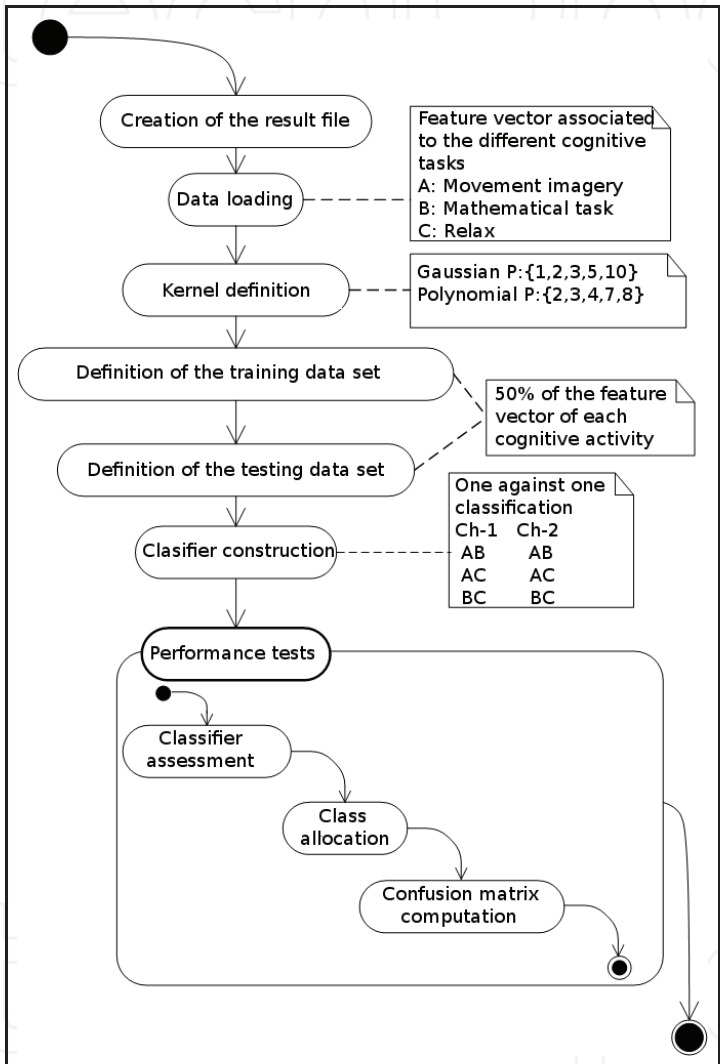 Creation of the result file
Feature vector associated
to the different cognitive
tasks
A: Movement imagery
B: Mathematical task
C: Relax
Data loading
Kernel definition
Gaussian P:{1,2,3,5,10}
Polynomial P:{2,3,4,7,8}
Definition of the training data set
50% of the feature
vector of each
cognitive activity
Definition of the testing data set
One against one
classification
Ch-1 Ch-2
AB AB
AC AC
BC BC
Clasifier construction
Performance tests
Classifier
assessment
Class
allocation
Confusion matrix
computation